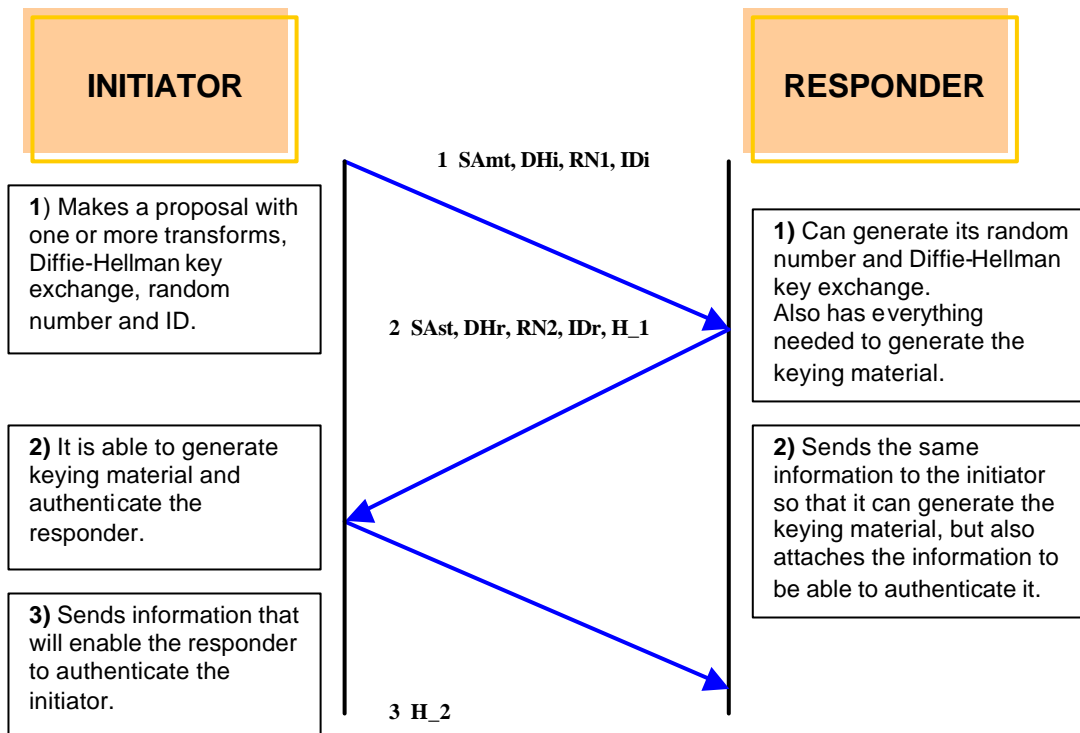 INITIATOR
RESPONDER
1 SAmt, DHi, RN1, IDi
1) Makes a proposal with
one or more transforms,
Diffie-Hellman key
exchange, random
number and ID.
1) Can generate its random
number and Diffie-Hellman
key exchange.
Also has everything
needed to generate the
keying material.
2 SAst, DHr, RN2, IDr, H_1
2) It is able to generate
keying material and
authenticate the
responder.
2) Sends the same
information to the initiator
so that it can generate the
keying material, but also
attaches the information to
be able to authenticate it.
3) Sends information that
will enable the responder
to authenticate the
initiator.
3 H_2